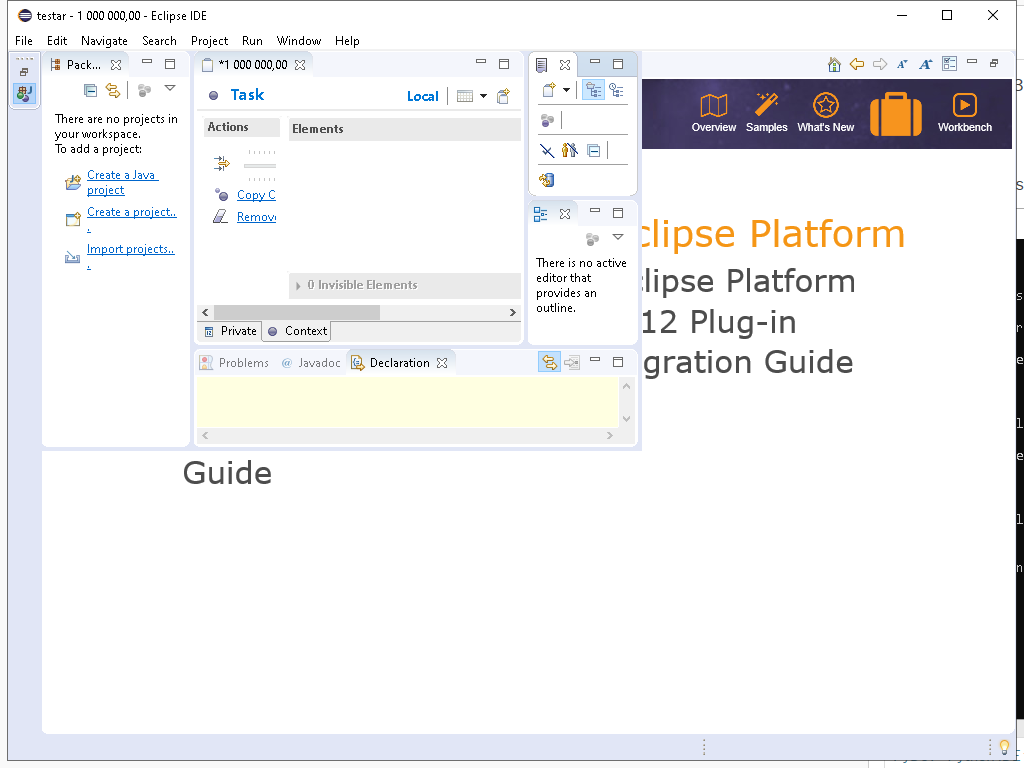 testar - 1 000 000,00 - Eclipse IDE
File Edit Navigate Search Project Run Window Help
Pack...
There are no projects in
your workspace.
To add a project:
Create a Java
project
Create a project..
.
Import projects..
.
*1 000 000,00
Task
Local
Actions
Elements
Copy C
Remov
0 Invisible Elements
Private Context
There is no active
editor that
provides an
outline.
Problems @ Javadoc Declaration
Overview Samples What's New Workbench
clipse Platform
clipse Platform
12 Plug-in
gration Guide
Guide